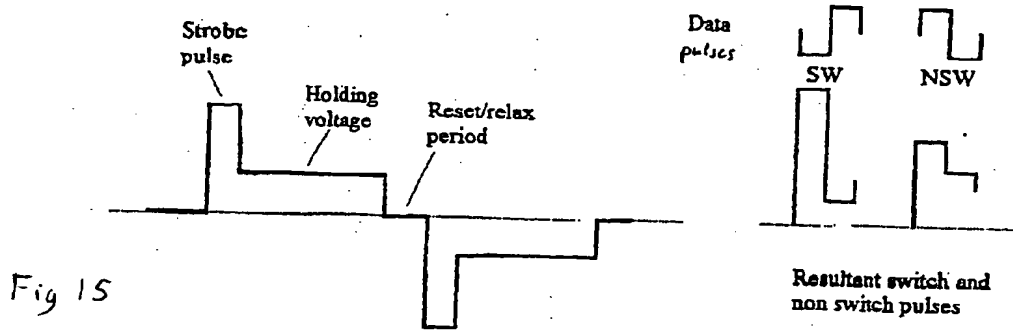 Strobe
pulse
Holding
voltage
Reset/relax
period
Data
pulses
SW
NSW
Resultant switch and
non switch pulses
Fig 15